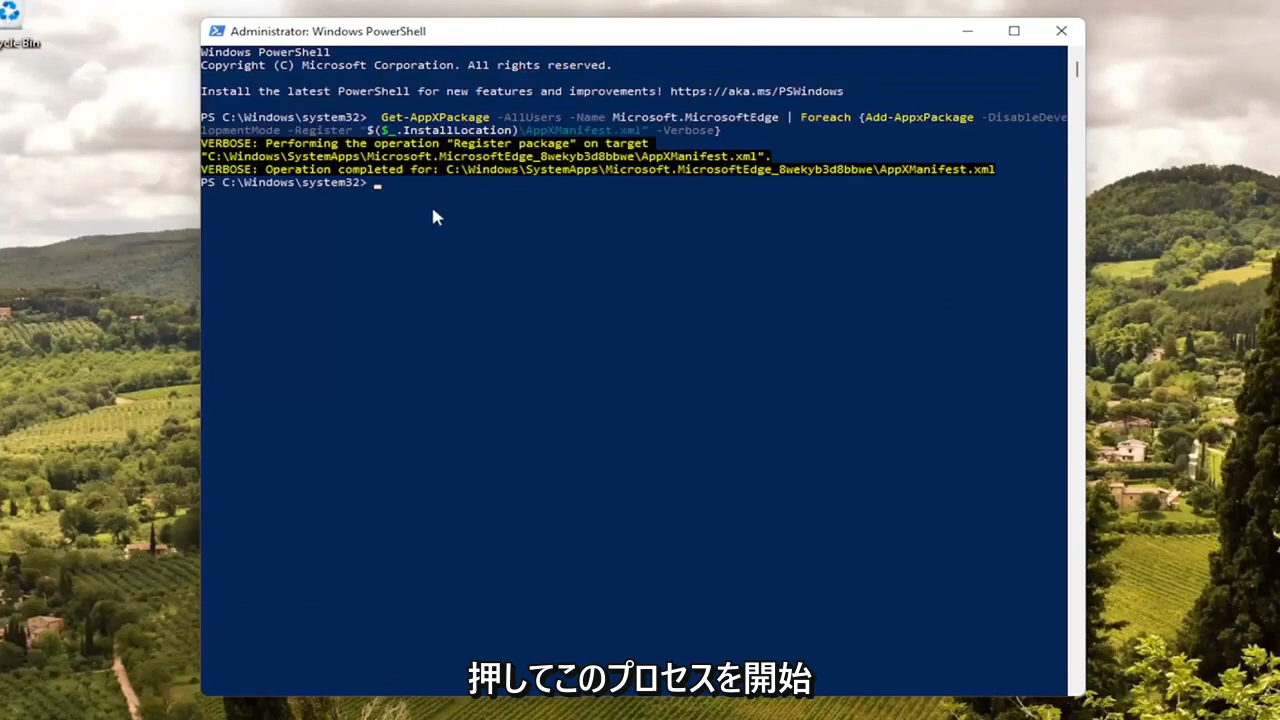 cycle Bin
Administrator: Windows PowerShell
Windows PowerShell
Copyright (C) Microsoft Corporation. All rights reserved.
Install the latest PowerShell for new features and improvements! https://aka.ms/PSWindows
PS C:\Windows\system32>  Get-AppXPackage -AllUsers -Name Microsoft.MicrosoftEdge | Foreach {Add-AppxPackage -DisableDeve
lopmentMode -Register "$($_.InstallLocation)\AppXManifest.xml" -Verbose}
VERBOSE: Performing the operation "Register package" on target
"C:\Windows\SystemApps\Microsoft.MicrosoftEdge_8wekyb3d8bbwe\AppXManifest.xml".
VERBOSE: Operation completed for: C:\Windows\SystemApps\Microsoft.MicrosoftEdge_8wekyb3d8bbwe\AppXManifest.xml
PS C:\Windows\system32>
押してこのプロセスを開始